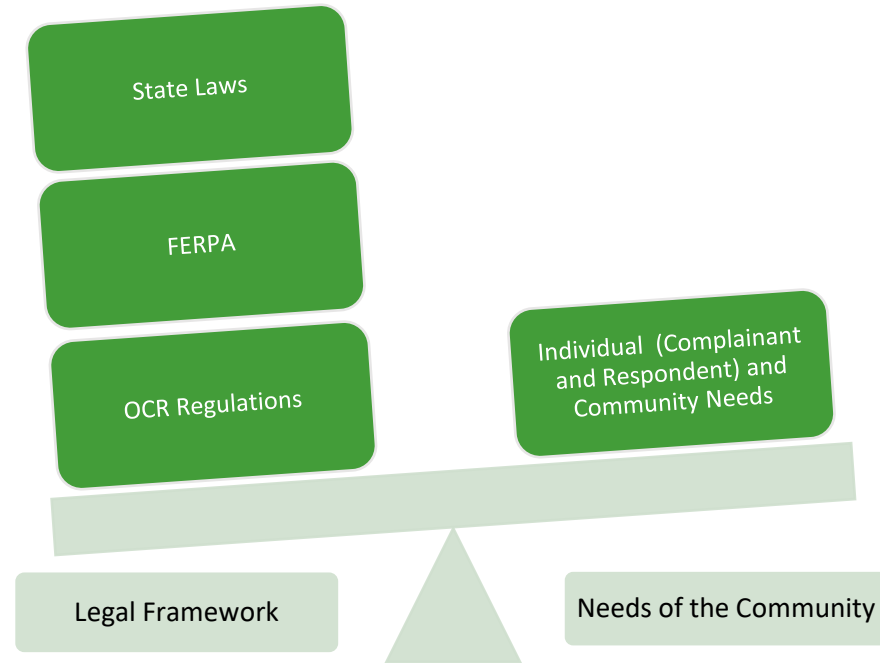 State Laws
FERPA
OCR Regulations
Individual (Complainant
and Respondent) and
Community Needs
Legal Framework
Needs of the Community